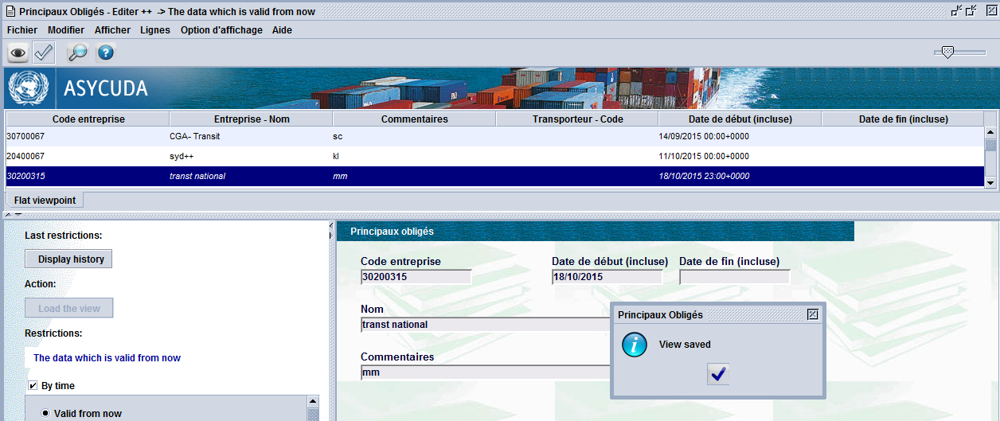 Principaux Obligés - Editer ++ -> The data which is valid from now
Fichier Modifier Afficher Lignes Option d'affichage Aide
ASYCUDA
Code entreprise Entreprise - Nom Commentaires Transporteur - Code Date de début (incluse) Date de fin (incluse)
30700067 CGA- Transit sc 14/09/2015 00:00+0000
20400067 syd++ kl 11/10/2015 00:00+0000
30200315 transt national mm 18/10/2015 23:00+0000
Flat viewpoint
Last restrictions:
Display history
Action:
Load the view
Restrictions:
The data which is valid from now
By time
Valid from now
Principaux obligés
Code entreprise Date de début (incluse) Date de fin (incluse)
30200315 18/10/2015
Nom
transt national
Commentaires
mm
Principaux Obligés
View saved